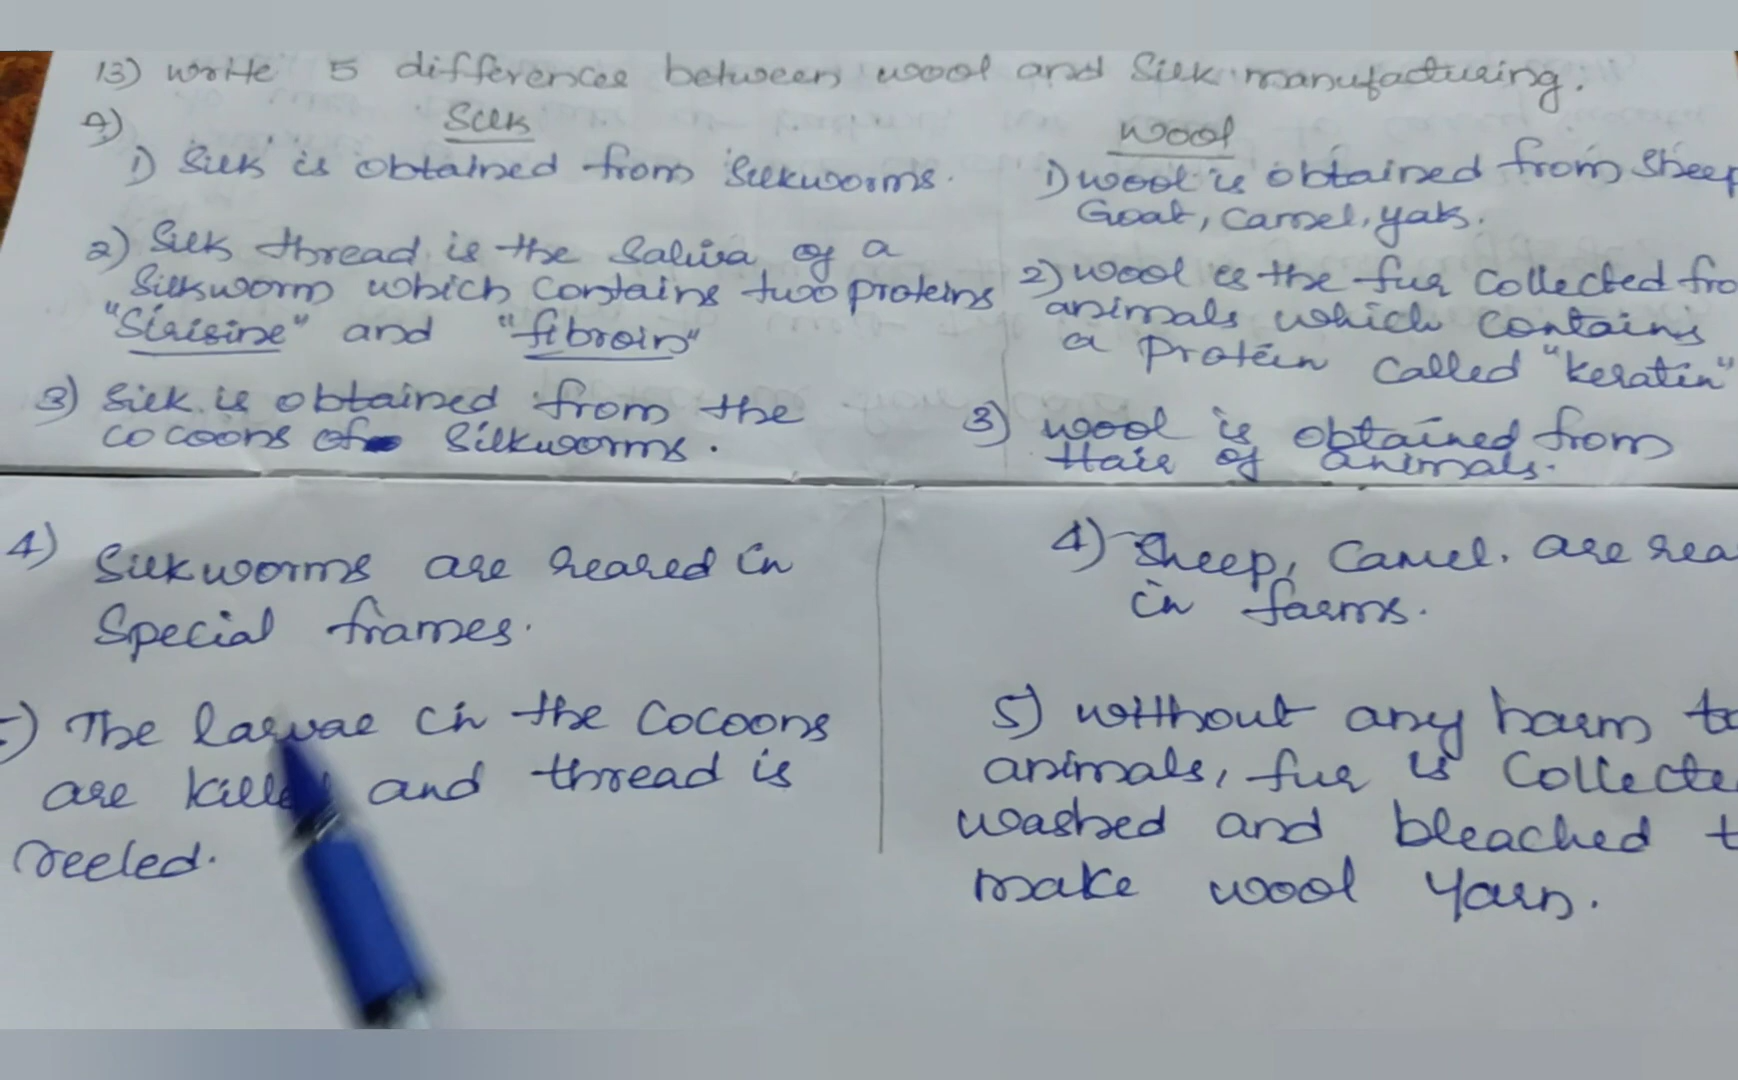 13) write 5 differences between wool and Silk manufacturing.
A)
Silk
1) Silk is obtained from Silkworms.
2) Silk thread is the Saliva of a
Silkworm which contains two proteins
"Sirisine" and "fibroin"
3) Silk is obtained from the
cocoons of Silkworms.
4) Silkworms are reared in
Special frames.
The larvae in the cocoons
are killed and thread is
reeled.
Wool
1) wool is obtained from Sheep
Goat, Camel, yak.
2) wool is the fur collected fro
animals which contains
a protein called "keratin"
3) wool is obtained from
Hair of animals.
4) Sheep, Camel. are rea
in farms.
5) without any harm to
animals, fur is Collecte
washed and bleached t
make wool Yarn.